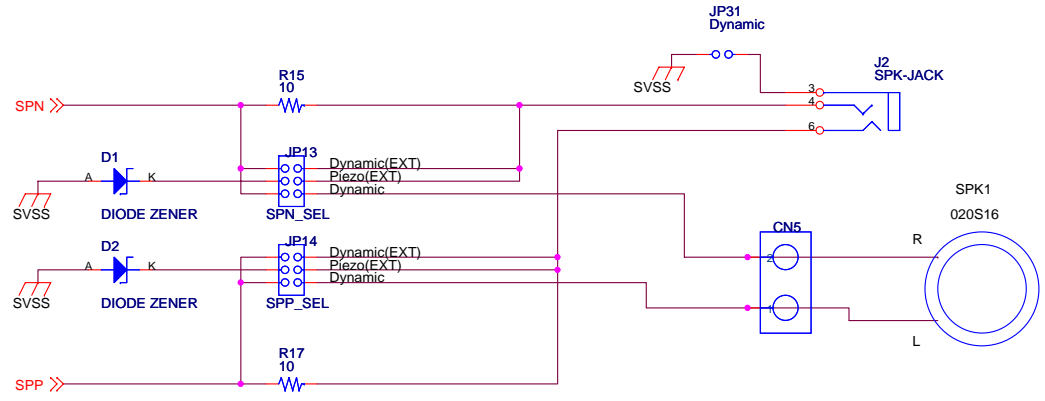 JP31
Dynamic
J2
SPK-JACK
SVSS
3
4
6
R15
10
SPN
JP13
Dynamic(EXT)
Piezo(EXT)
Dynamic
D1
A
K
SVSS
DIODE ZENER
SPN_SEL
SPK1
020S16
CN5
R
2
D2
JP14
Dynamic(EXT)
Piezo(EXT)
Dynamic
A
K
SVSS
DIODE ZENER
SPP_SEL
1
L
R17
10
SPP